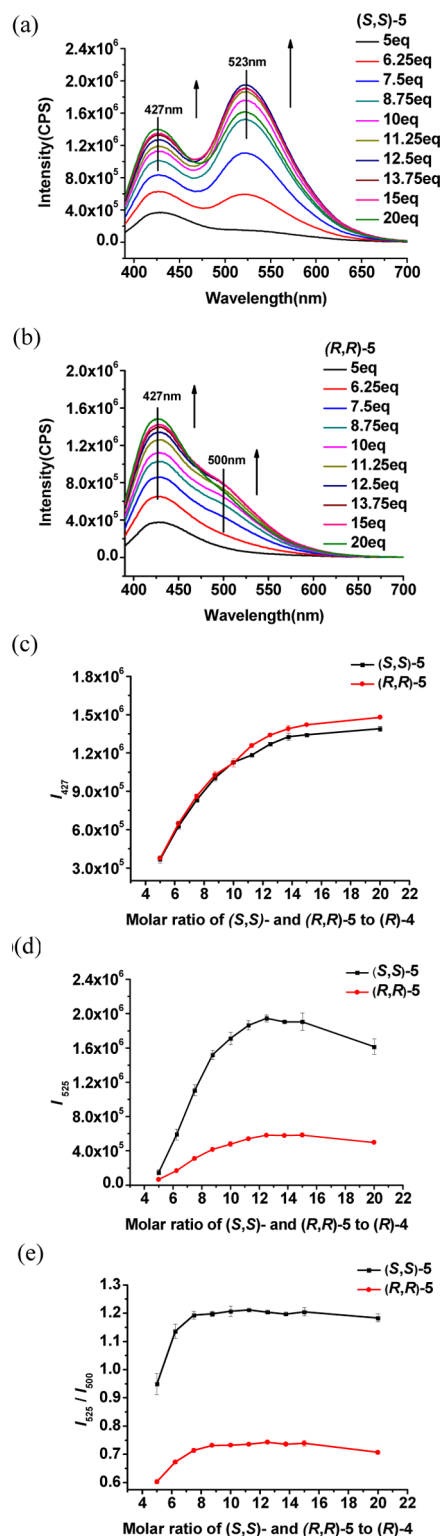 (a)
(S,S)-5
5eq
6.25eq
7.5eq
8.75eq
10eq
11.25eq
12.5eq
13.75eq
15eq
20eq
427nm
523nm
2.4x10⁶
2.0x10⁶
1.6x10⁶
1.2x10⁶
8.0x10⁵
4.0x10⁵
0.0
Intensity(CPS)
400 450 500 550 600 650 700
Wavelength(nm)
(b)
(R,R)-5
5eq
6.25eq
7.5eq
8.75eq
10eq
11.25eq
12.5eq
13.75eq
15eq
20eq
427nm
500nm
2.0x10⁶
1.6x10⁶
1.2x10⁶
8.0x10⁵
4.0x10⁵
0.0
Intensity(CPS)
400 450 500 550 600 650 700
Wavelength(nm)
(c)
(S,S)-5
(R,R)-5
1.8x10⁶
1.5x10⁶
1.2x10⁶
9.0x10⁵
6.0x10⁵
3.0x10⁵
I₄₂₇
4 6 8 10 12 14 16 18 20 22
Molar ratio of (S,S)- and (R,R)-5 to (R)-4
)(d)
(S,S)-5
(R,R)-5
2.4x10⁶
2.0x10⁶
1.6x10⁶
1.2x10⁶
8.0x10⁵
4.0x10⁵
0.0
I₅₂₅
4 6 8 10 12 14 16 18 20 22
Molar ratio of (S,S)- and (R,R)-5 to (R)-4
(e)
(S,S)-5
(R,R)-5
1.3
1.2
1.1
1.0
0.9
0.8
0.7
0.6
I₅₂₅ / I₅₀₀
4 6 8 10 12 14 16 18 20 22
Molar ratio of (S,S)- and (R,R)-5 to (R)-4